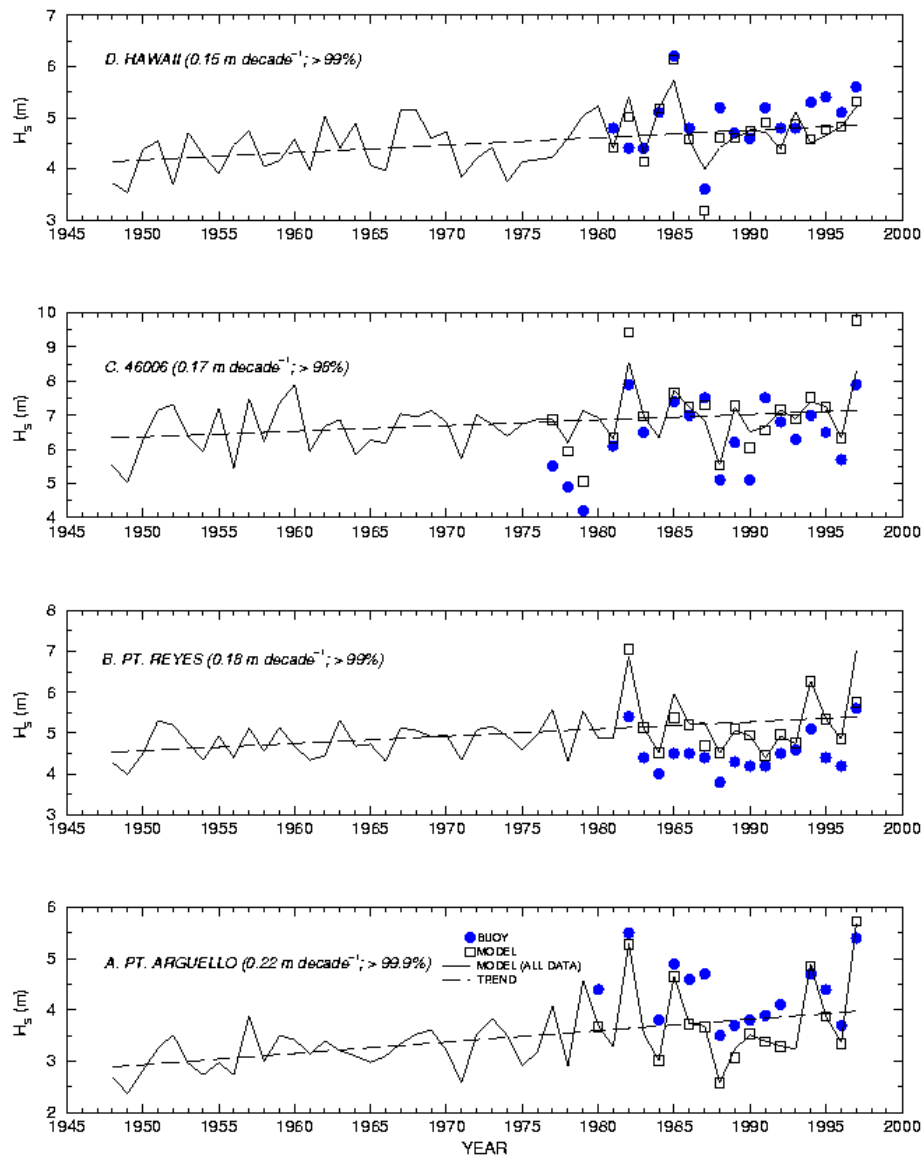 7
6
5
4
3
H_s (m)
D. HAWAII (0.15 m decade⁻¹; > 99%)
1945 1950 1955 1960 1965 1970 1975 1980 1985 1990 1995 2000
10
9
8
7
6
5
4
H_s (m)
C. 46006 (0.17 m decade⁻¹; > 98%)
1945 1950 1955 1960 1965 1970 1975 1980 1985 1990 1995 2000
8
7
6
5
4
3
H_s (m)
B. PT. REYES (0.18 m decade⁻¹; > 99%)
1945 1950 1955 1960 1965 1970 1975 1980 1985 1990 1995 2000
6
5
4
3
2
H_s (m)
A. PT. ARGUELLO (0.22 m decade⁻¹; > 99.9%)
BUOY
MODEL
MODEL (ALL DATA)
TREND
1945 1950 1955 1960 1965 1970 1975 1980 1985 1990 1995 2000
YEAR